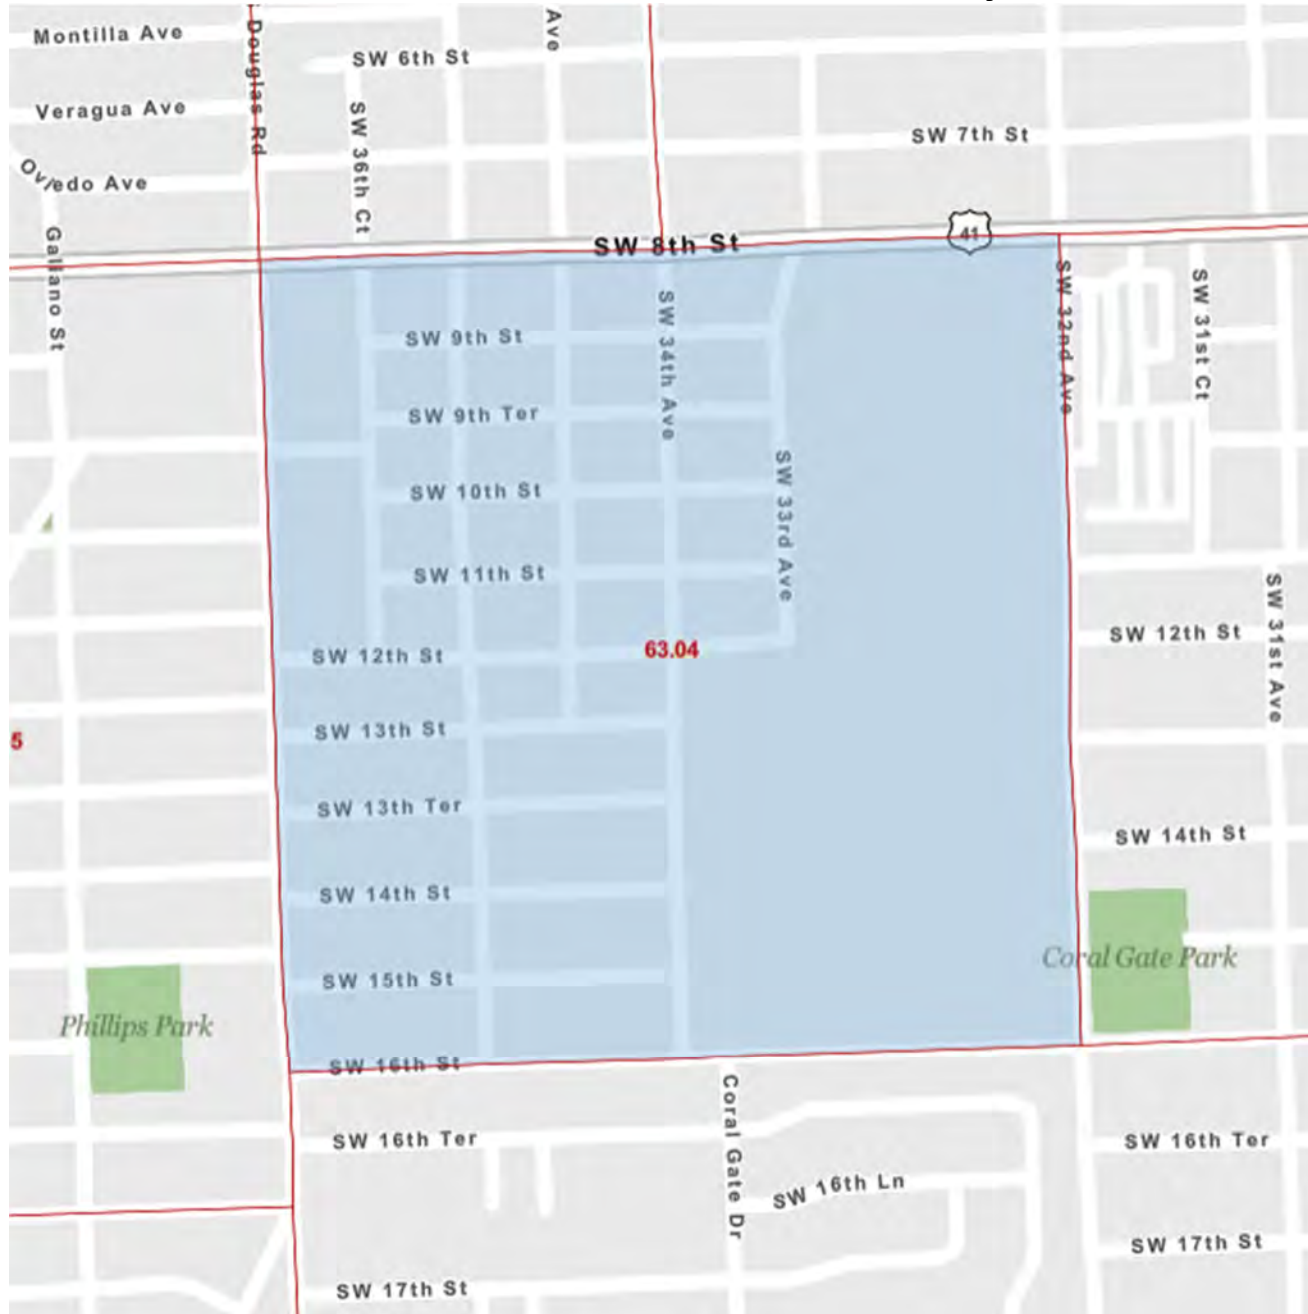 Montilla Ave
Ave
SW 6th St
Douglas Rd
Veragua Ave
SW 36th Ct
SW 7th St
Oviedo Ave
SW 8th St
41
Galiano St
SW 9th St
SW 34th Ave
SW 32nd Ave
SW 31st Ct
SW 9th Ter
SW 10th St
SW 33rd Ave
SW 11th St
SW 31st Ave
SW 12th St
63.04
SW 12th St
SW 13th St
5
SW 13th Ter
SW 14th St
SW 14th St
Coral Gate Park
SW 15th St
Phillips Park
SW 16th St
Coral Gate Dr
SW 16th Ter
SW 16th Ter
SW 16th Ln
SW 17th St
SW 17th St